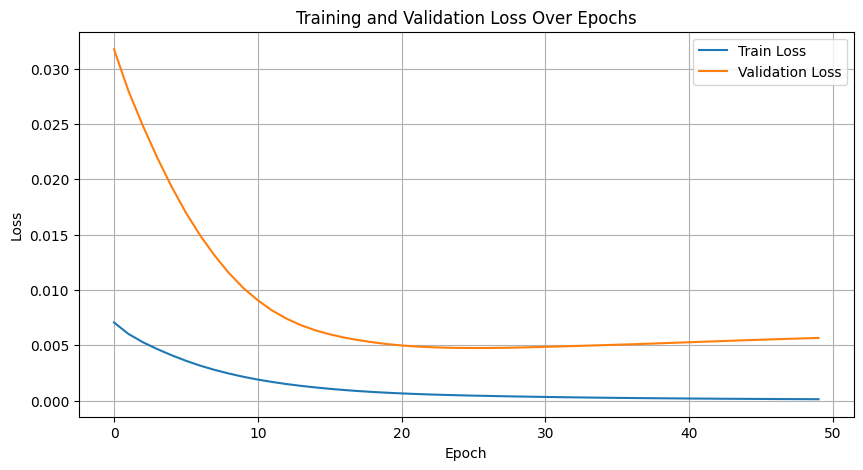 Training and Validation Loss Over Epochs
Train Loss
Validation Loss
Loss
0.030
0.025
0.020
0.015
0.010
0.005
0.000
0 10 20 30 40 50
Epoch